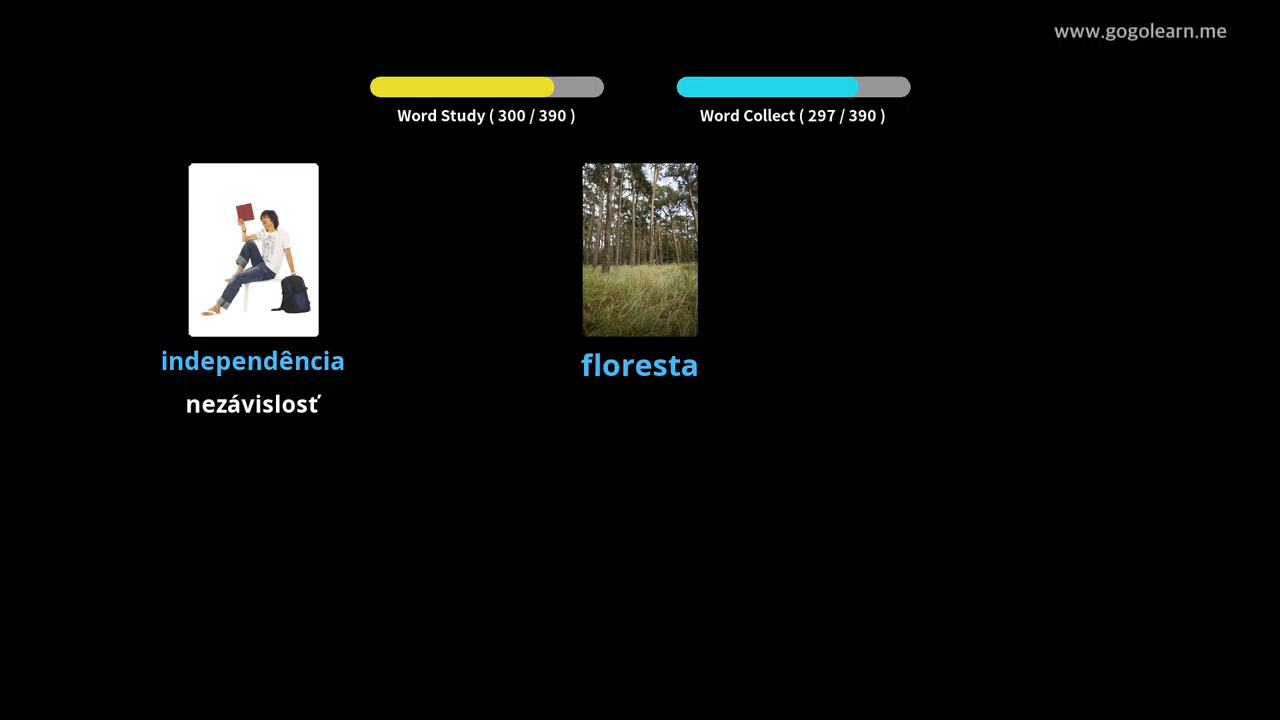 www.gogolearn.me
Word Study ( 300 / 390 )
Word Collect ( 297 / 390 )
independência
nezávislosť
floresta